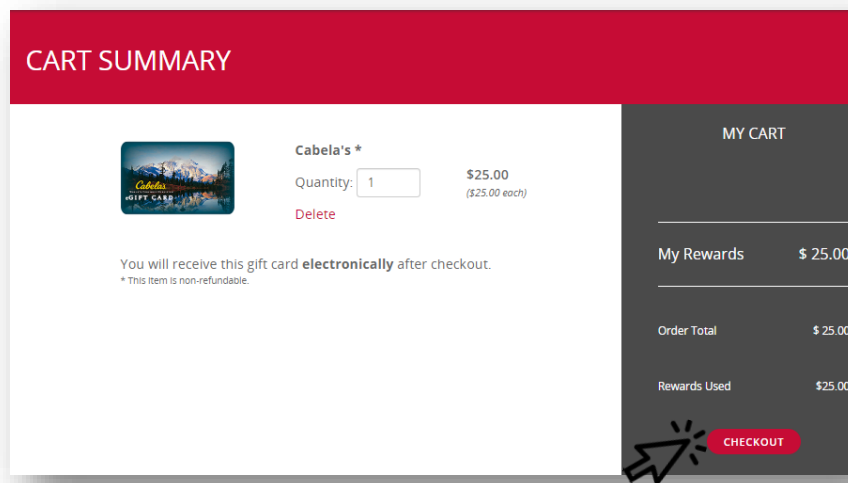 CART SUMMARY
Cabela's *
Quantity: 1
$25.00
($25.00 each)
Delete
Cabela's
eGIFT CARD
You will receive this gift card electronically after checkout.
* This item is non-refundable.
MY CART
My Rewards $ 25.00
Order Total $ 25.00
Rewards Used $25.00
CHECKOUT